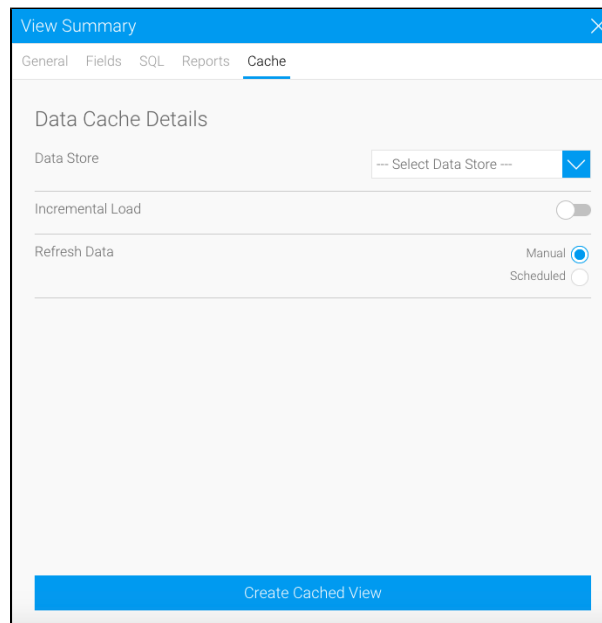 View Summary
General Fields SQL Reports Cache
Data Cache Details
Data Store
--- Select Data Store ---
Incremental Load
Refresh Data
Manual
Scheduled
Create Cached View